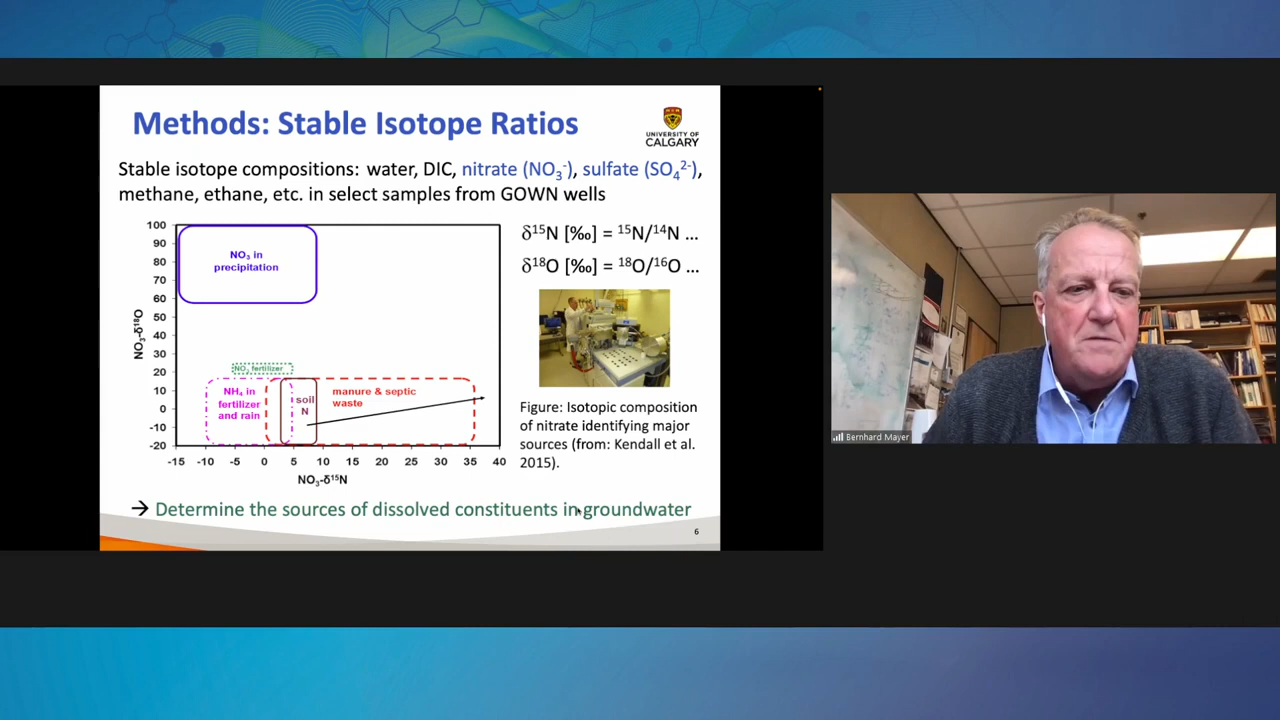 Methods: Stable Isotope Ratios
UNIVERSITY OF
CALGARY
Stable isotope compositions: water, DIC, nitrate (NO₃⁻), sulfate (SO₄²⁻),
methane, ethane, etc. in select samples from GOWN wells
100
90
80
70
60
50
40
30
20
10
0
-10
-20
NO₃-δ¹⁸O
NO₃ in
precipitation
NO₃ fertilizer
NH₄ in
fertilizer
and rain
soil
N
manure & septic
waste
-15 -10 -5 0 5 10 15 20 25 30 35 40
NO₃-δ¹⁵N
δ¹⁵N [‰] = ¹⁵N/¹⁴N ...
δ¹⁸O [‰] = ¹⁸O/¹⁶O ...
Figure: Isotopic composition
of nitrate identifying major
sources (from: Kendall et al.
2015).
→ Determine the sources of dissolved constituents in groundwater
6
Bernhard Mayer